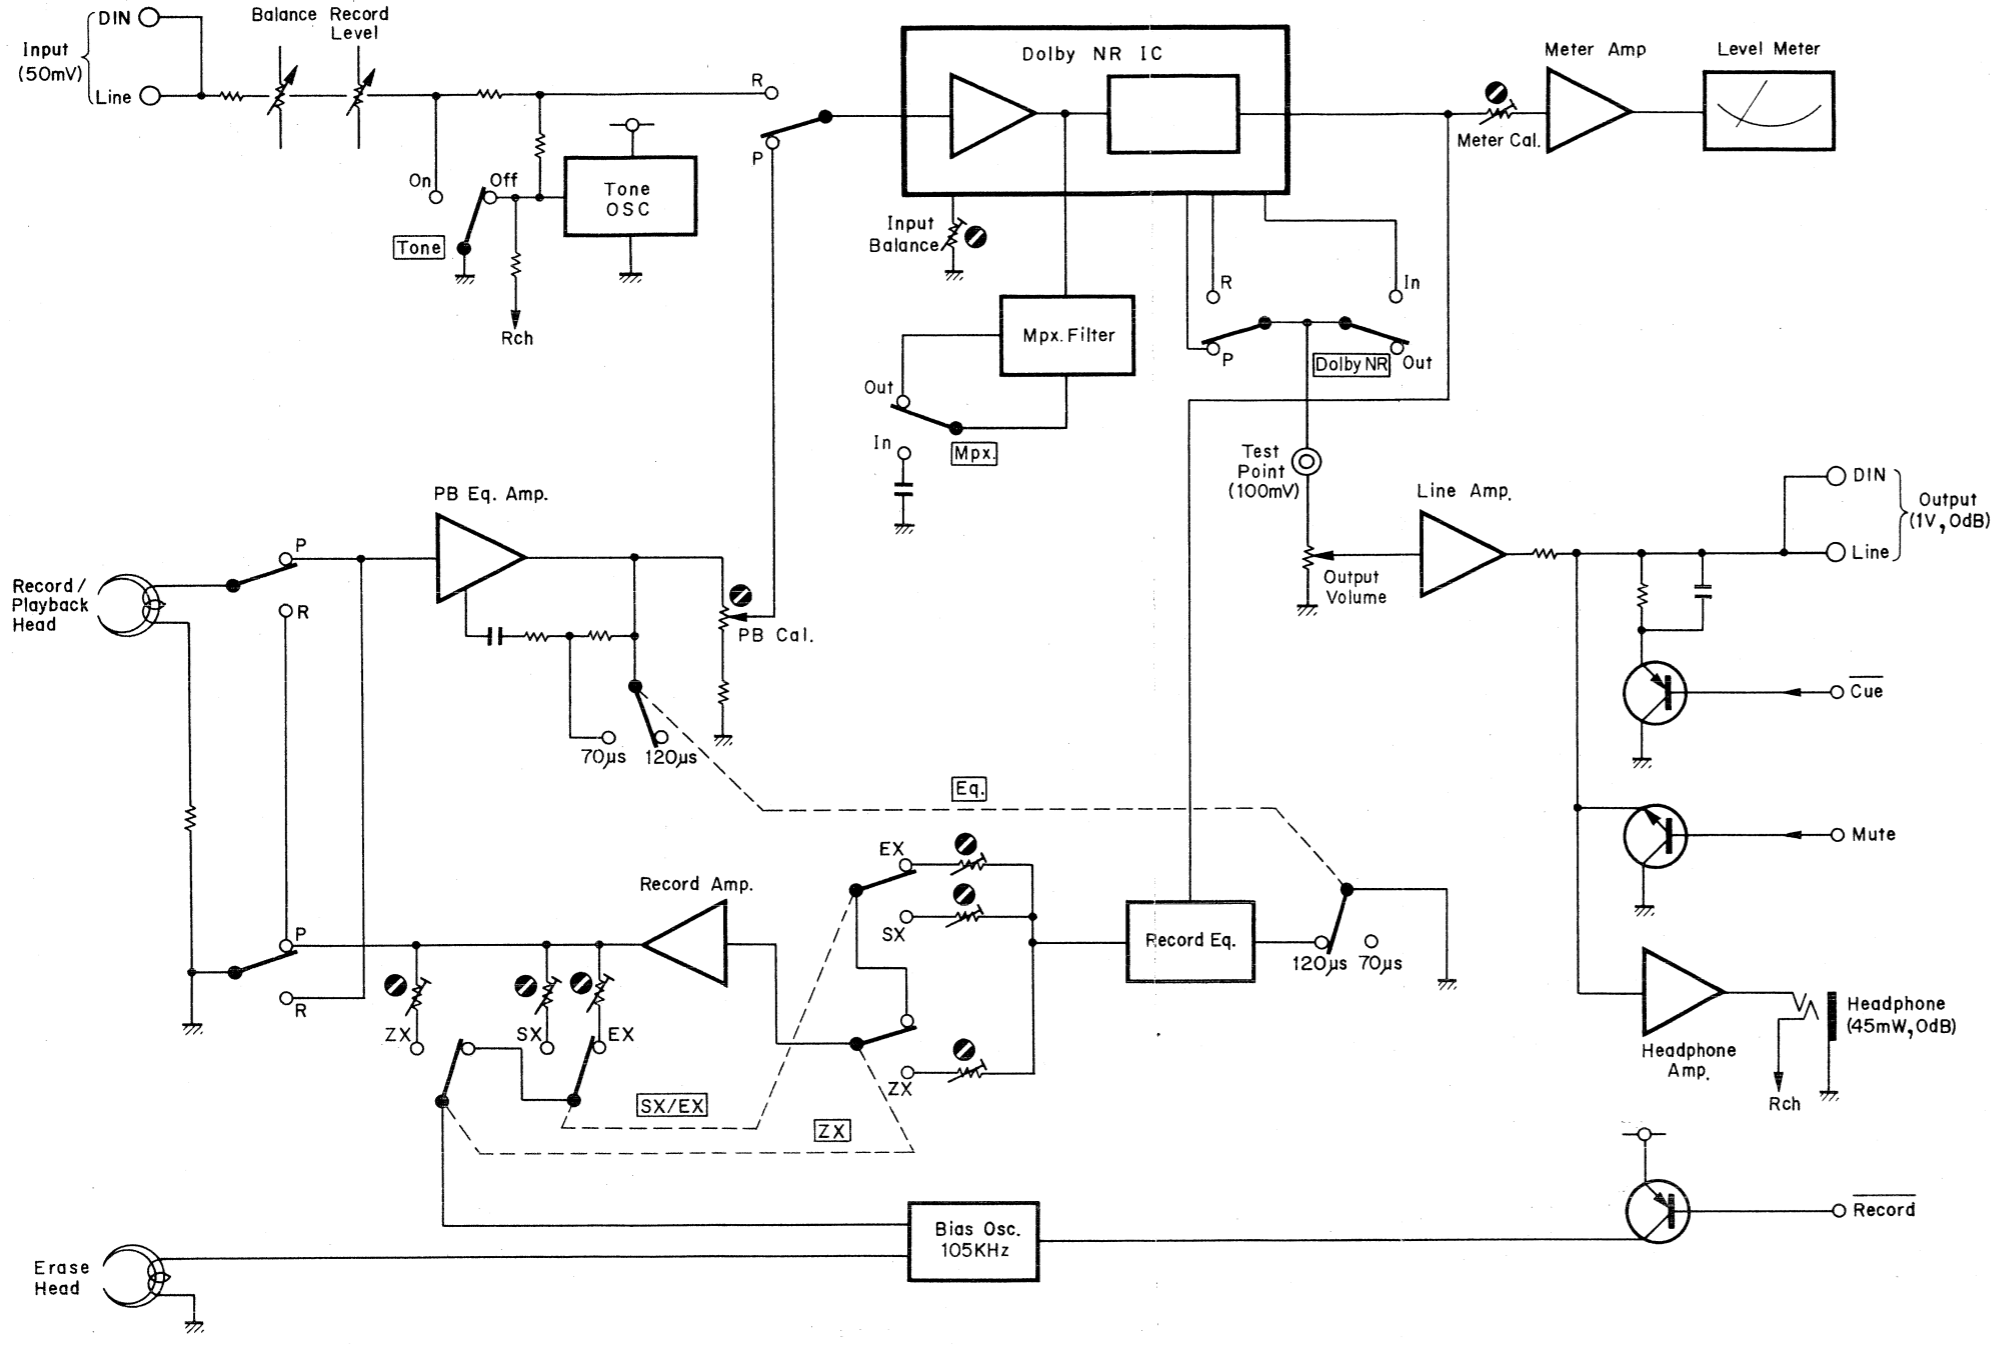 DIN
Input
(50mV)
Line
Balance
Record
Level
R
P
On
Off
Tone
OSC
Tone
Rch
Dolby NR IC
Input
Balance
Mpx. Filter
Out
In
Mpx.
R
P
In
Out
Dolby NR
Meter Amp
Level Meter
Meter Cal.
Test
Point
(100mV)
Output
Volume
Line Amp.
DIN
Output
(1V, 0dB)
Line
Cue
Mute
PB Eq. Amp.
P
R
Record /
Playback
Head
PB Cal.
70µs
120µs
Eq.
EX
SX
ZX
Record Amp.
Record Eq.
120µs
70µs
P
R
ZX
SX
EX
SX/EX
ZX
Headphone
(45mW, 0dB)
Headphone
Amp.
Rch
Record
Bias Osc.
105KHz
Erase
Head